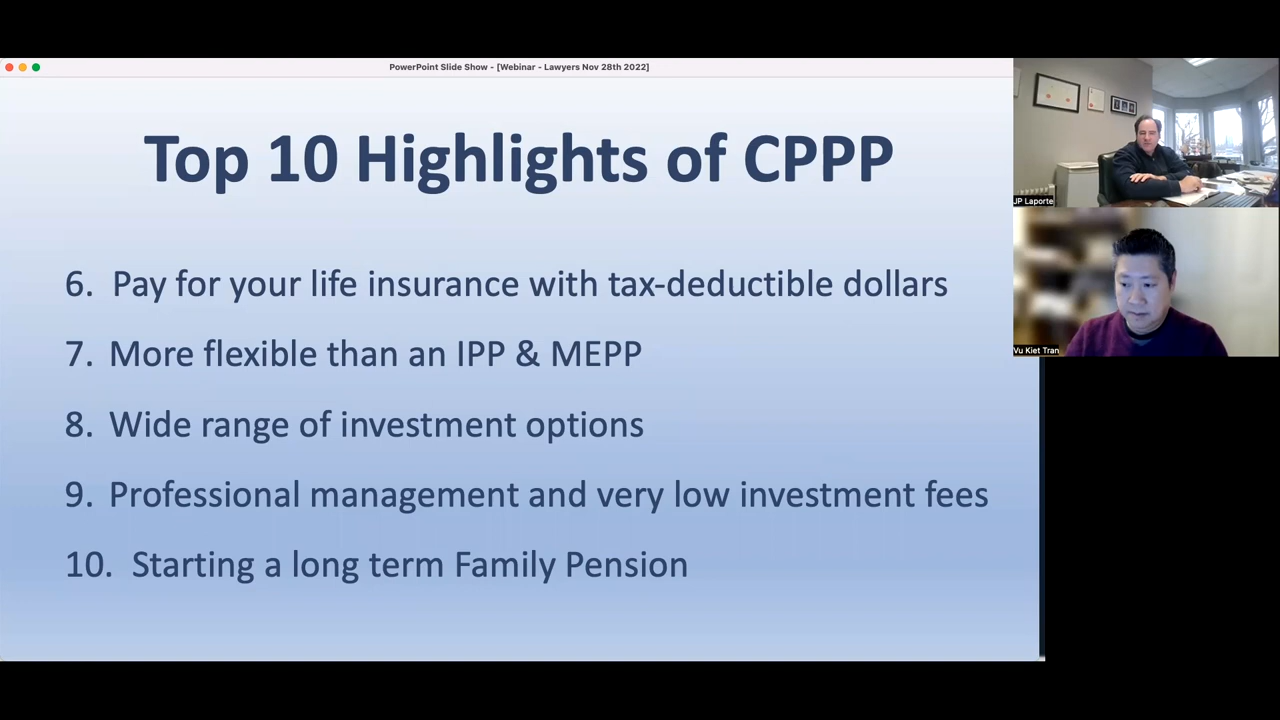 PowerPoint Slide Show - [Webinar - Lawyers Nov 28th 2022]
Top 10 Highlights of CPPP
6. Pay for your life insurance with tax-deductible dollars
7. More flexible than an IPP & MEPP
8. Wide range of investment options
9. Professional management and very low investment fees
10. Starting a long term Family Pension
JP Laporte
Vu Kiet Tran